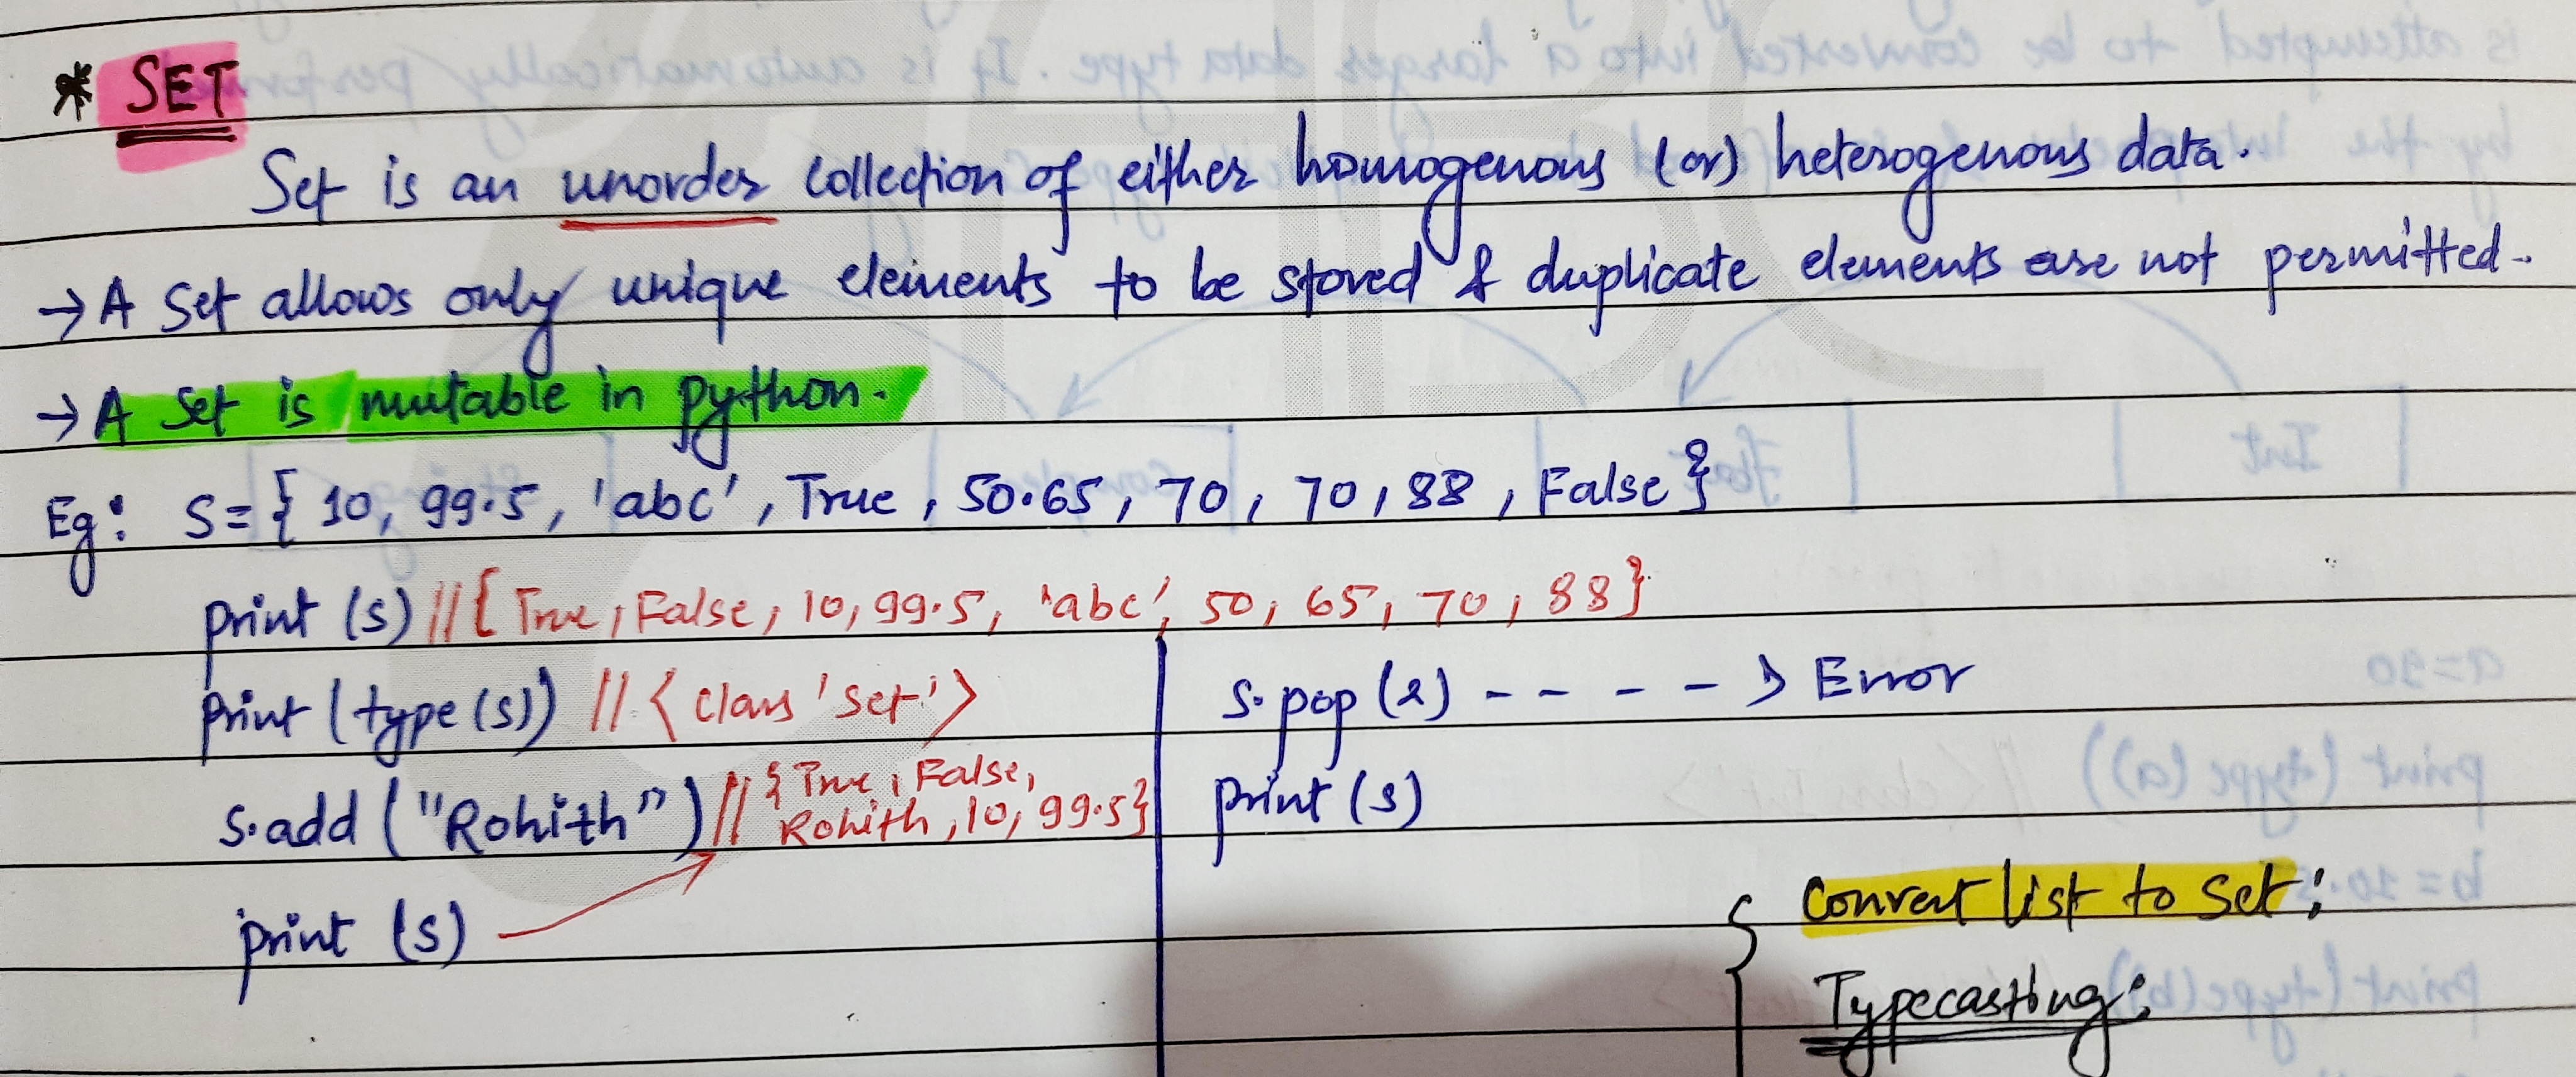 * SET
Set is an unorder collection of either homogenous (or) heterogenous data.
→ A Set allows only unique elements to be stored & duplicate elements are not permitted.
→ A Set is mutable in python.
Eg: S = { 10, 99.5, 'abc', True, 50.65, 70, 70, 88, False }
print (s) //{ True, False, 10, 99.5, 'abc', 50, 65, 70, 88}
print (type (s)) // <class 'set'>
s.add ("Rohith") // {True, False,
Rohith, 10, 99.5}
print (s)
s.pop (2) - - - - > Error
print (s)
Convert list to set:
Typecasting: